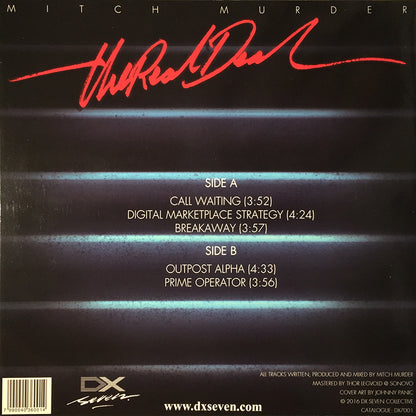 MITCH MURDER
The Real Deal
SIDE A
CALL WAITING (3:52)
DIGITAL MARKETPLACE STRATEGY (4:24)
BREAKAWAY (3:57)
SIDE B
OUTPOST ALPHA (4:33)
PRIME OPERATOR (3:56)
ALL TRACKS WRITTEN, PRODUCED AND MIXED BY MITCH MURDER
MASTERED BY THOR LEGVOLD @ SONOVO
COVER ART BY JOHNNY PANIC
© 2016 DX SEVEN COLLECTIVE
CATALOGUE
DX
Seven
www.dxseven.com